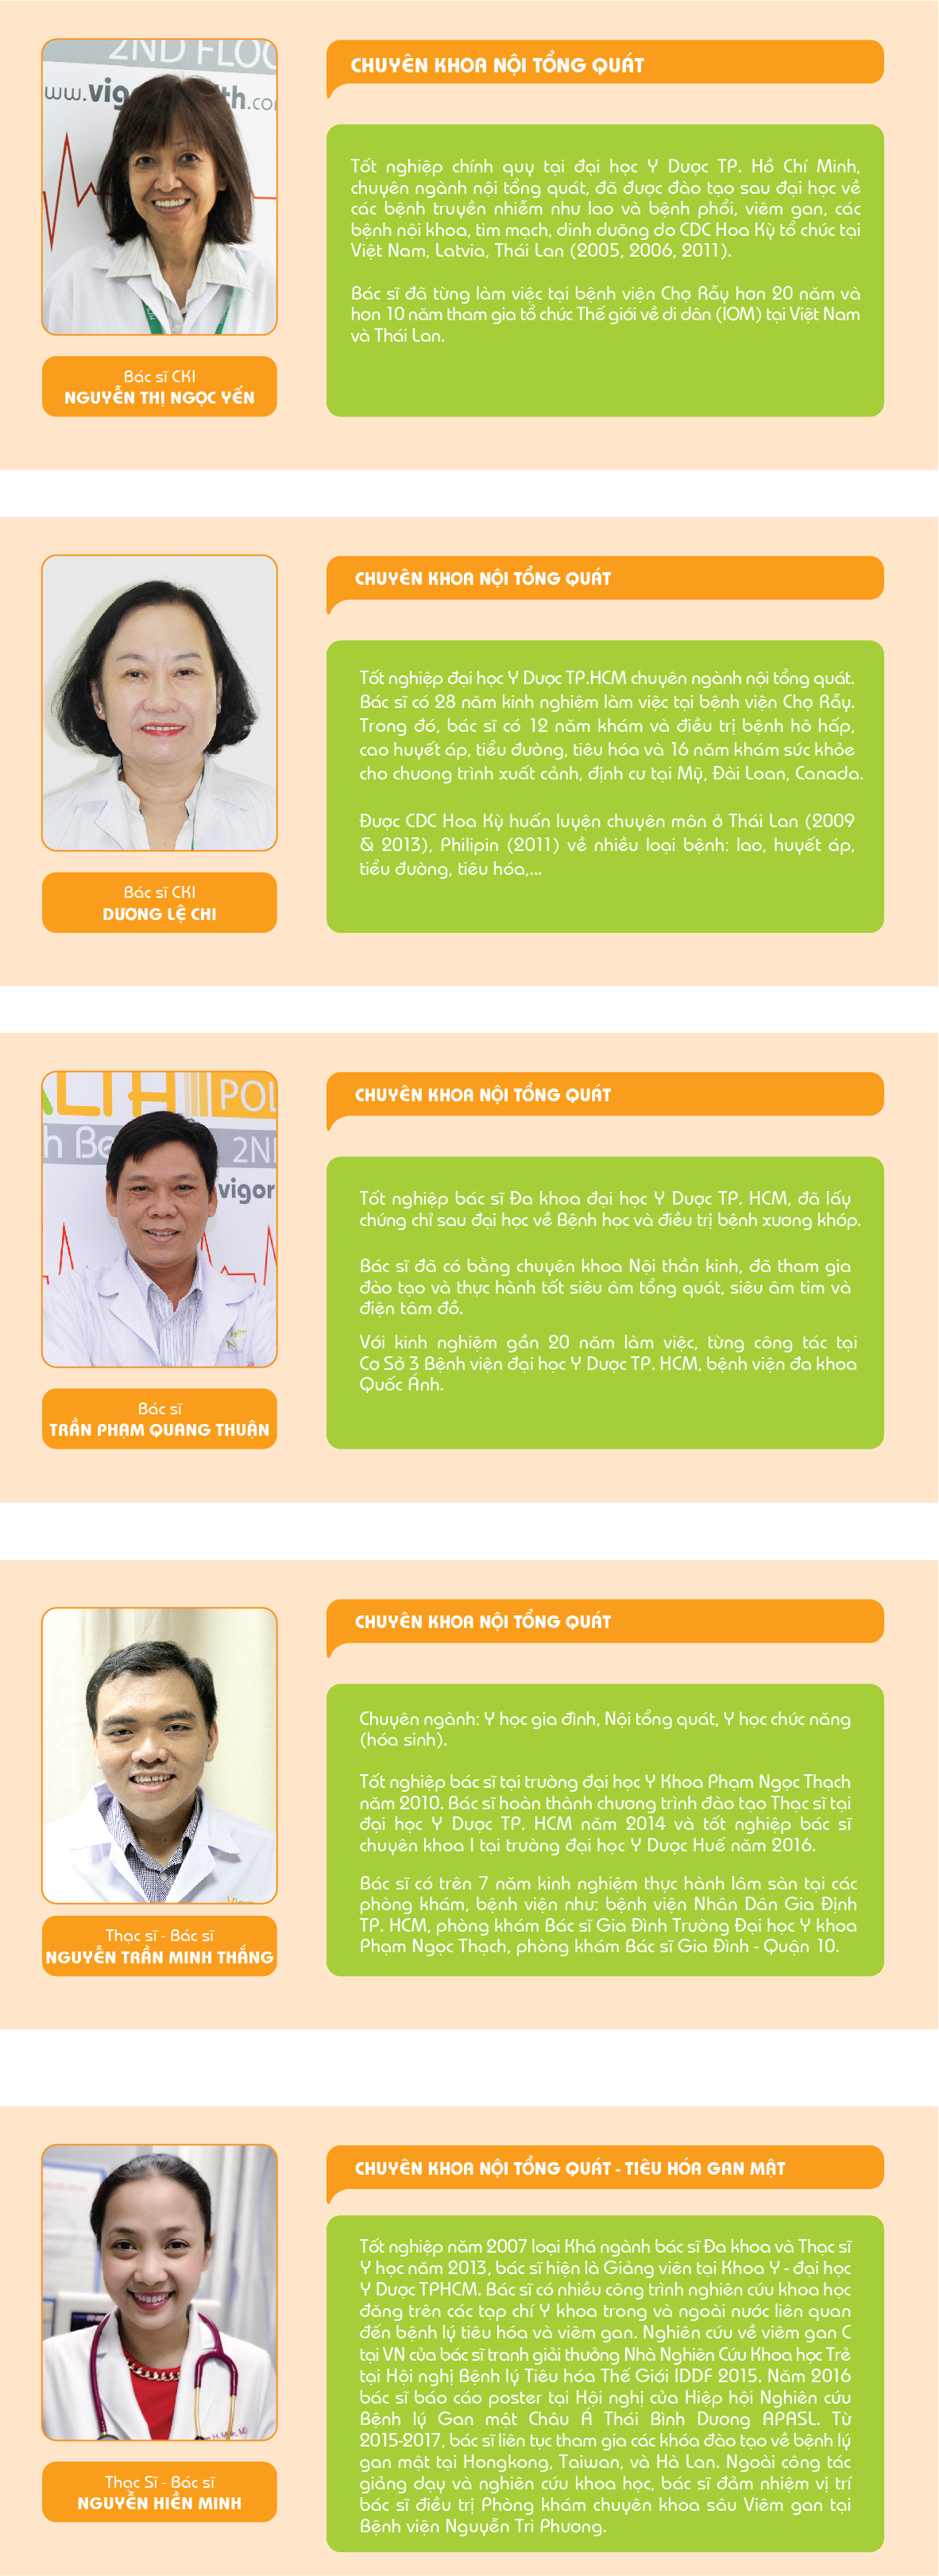 2ND FLOO
www.vigo
th.co
CHUYÊN KHOA NỘI TỔNG QUÁT
Tốt nghiệp chính quy tại đại học Y Dược TP. Hồ Chí Minh,
chuyên ngành nội tổng quát, đã được đào tạo sau đại học về
các bệnh truyền nhiễm như lao và bệnh phổi, viêm gan, các
bệnh nội khoa, tim mạch, dinh dưỡng do CDC Hoa Kỳ tổ chức tại
Việt Nam, Latvia, Thái Lan (2005, 2006, 2011).
Bác sĩ đã từng làm việc tại bệnh viện Chợ Rẫy hơn 20 năm và
hơn 10 năm tham gia tổ chức Thế giới về di dân (IOM) tại Việt Nam
và Thái Lan.
Bác sĩ CKI
NGUYỄN THỊ NGỌC YẾN
CHUYÊN KHOA NỘI TỔNG QUÁT
Tốt nghiệp đại học Y Dược TP.HCM chuyên ngành nội tổng quát.
Bác sĩ có 28 năm kinh nghiệm làm việc tại bệnh viện Chợ Rẫy.
Trong đó, bác sĩ có 12 năm khám và điều trị bệnh hô hấp,
cao huyết áp, tiểu đường, tiêu hóa và 16 năm khám sức khỏe
cho chương trình xuất cảnh, định cư tại Mỹ, Đài Loan, Canada.
Được CDC Hoa Kỳ huấn luyện chuyên môn ở Thái Lan (2009
& 2013), Philipin (2011) về nhiều loại bệnh: lao, huyết áp,
tiểu đường, tiêu hóa,...
Bác sĩ CKI
DƯƠNG LỆ CHI
LTH POL
h Be 2N
vigor
CHUYÊN KHOA NỘI TỔNG QUÁT
Tốt nghiệp bác sĩ Đa khoa đại học Y Dược TP. HCM, đã lấy
chứng chỉ sau đại học về Bệnh học và điều trị bệnh xương khớp.
Bác sĩ đã có bằng chuyên khoa Nội thần kinh, đã tham gia
đào tạo và thực hành tốt siêu âm tổng quát, siêu âm tim và
điện tâm đồ.
Với kinh nghiệm gần 20 năm làm việc, từng công tác tại
Cơ Sở 3 Bệnh viện đại học Y Dược TP. HCM, bệnh viện đa khoa
Quốc Ánh.
Bác sĩ
TRẦN PHẠM QUANG THUẬN
CHUYÊN KHOA NỘI TỔNG QUÁT
Chuyên ngành: Y học gia đình, Nội tổng quát, Y học chức năng
(hóa sinh).
Tốt nghiệp bác sĩ tại trường đại học Y Khoa Phạm Ngọc Thạch
năm 2010. Bác sĩ hoàn thành chương trình đào tạo Thạc sĩ tại
đại học Y Dược TP. HCM năm 2014 và tốt nghiệp bác sĩ
chuyên khoa I tại trường đại học Y Dược Huế năm 2016.
Bác sĩ có trên 7 năm kinh nghiệm thực hành lâm sàn tại các
phòng khám, bệnh viện như: bệnh viện Nhân Dân Gia Định
TP. HCM, phòng khám Bác sĩ Gia Đình Trường Đại học Y khoa
Phạm Ngọc Thạch, phòng khám Bác sĩ Gia Đình - Quận 10.
Thạc sĩ - Bác sĩ
NGUYỄN TRẦN MINH THẮNG
CHUYÊN KHOA NỘI TỔNG QUÁT - TIÊU HÓA GAN MẬT
Tốt nghiệp năm 2007 loại Khá ngành bác sĩ Đa khoa và Thạc sĩ
Y học năm 2013, bác sĩ hiện là Giảng viên tại Khoa Y - đại học
Y Dược TPHCM. Bác sĩ có nhiều công trình nghiên cứu khoa học
đăng trên các tạp chí Y khoa trong và ngoài nước liên quan
đến bệnh lý tiêu hóa và viêm gan. Nghiên cứu về viêm gan C
tại VN của bác sĩ tranh giải thưởng Nhà Nghiên Cứu Khoa học Trẻ
tại Hội nghị Bệnh lý Tiêu hóa Thế Giới IDDF 2015. Năm 2016
bác sĩ báo cáo poster tại Hội nghị của Hiệp hội Nghiên cứu
Bệnh lý Gan mật Châu Á Thái Bình Dương APASL. Từ
2015-2017, bác sĩ liên tục tham gia các khóa đào tạo về bệnh lý
gan mật tại Hongkong, Taiwan, và Hà Lan. Ngoài công tác
giảng dạy và nghiên cứu khoa học, bác sĩ đảm nhiệm vị trí
bác sĩ điều trị Phòng khám chuyên khoa sâu Viêm gan tại
Bệnh viện Nguyễn Tri Phương.
Thạc Sĩ - Bác sĩ
NGUYỄN HIỀN MINH